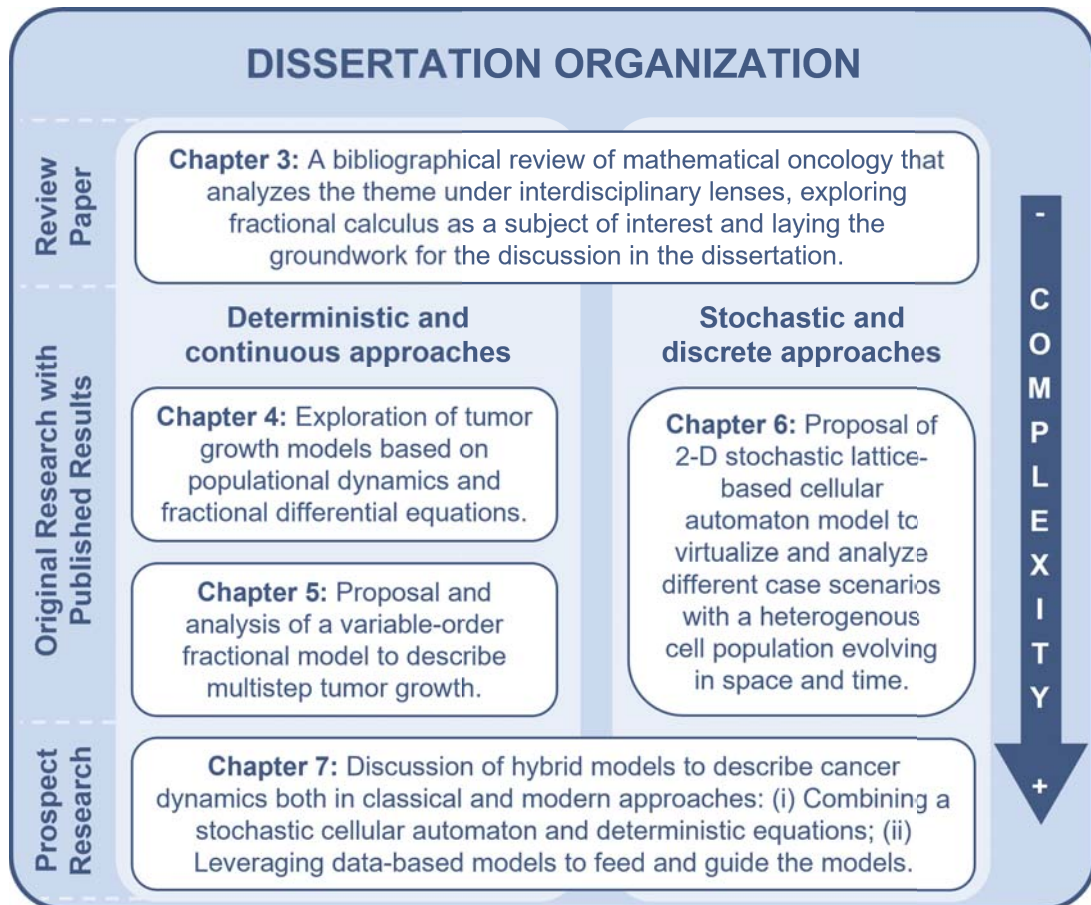 DISSERTATION ORGANIZATION
Review
Paper
Chapter 3: A bibliographical review of mathematical oncology that
analyzes the theme under interdisciplinary lenses, exploring
fractional calculus as a subject of interest and laying the
groundwork for the discussion in the dissertation.
Original Research with
Published Results
Deterministic and
continuous approaches
Chapter 4: Exploration of tumor
growth models based on
populational dynamics and
fractional differential equations.
Chapter 5: Proposal and
analysis of a variable-order
fractional model to describe
multistep tumor growth.
Stochastic and
discrete approaches
Chapter 6: Proposal of
2-D stochastic lattice-
based cellular
automaton model to
virtualize and analyze
different case scenarios
with a heterogenous
cell population evolving
in space and time.
Prospect
Research
Chapter 7: Discussion of hybrid models to describe cancer
dynamics both in classical and modern approaches: (i) Combining a
stochastic cellular automaton and deterministic equations; (ii)
Leveraging data-based models to feed and guide the models.
- COMPLEXITY +